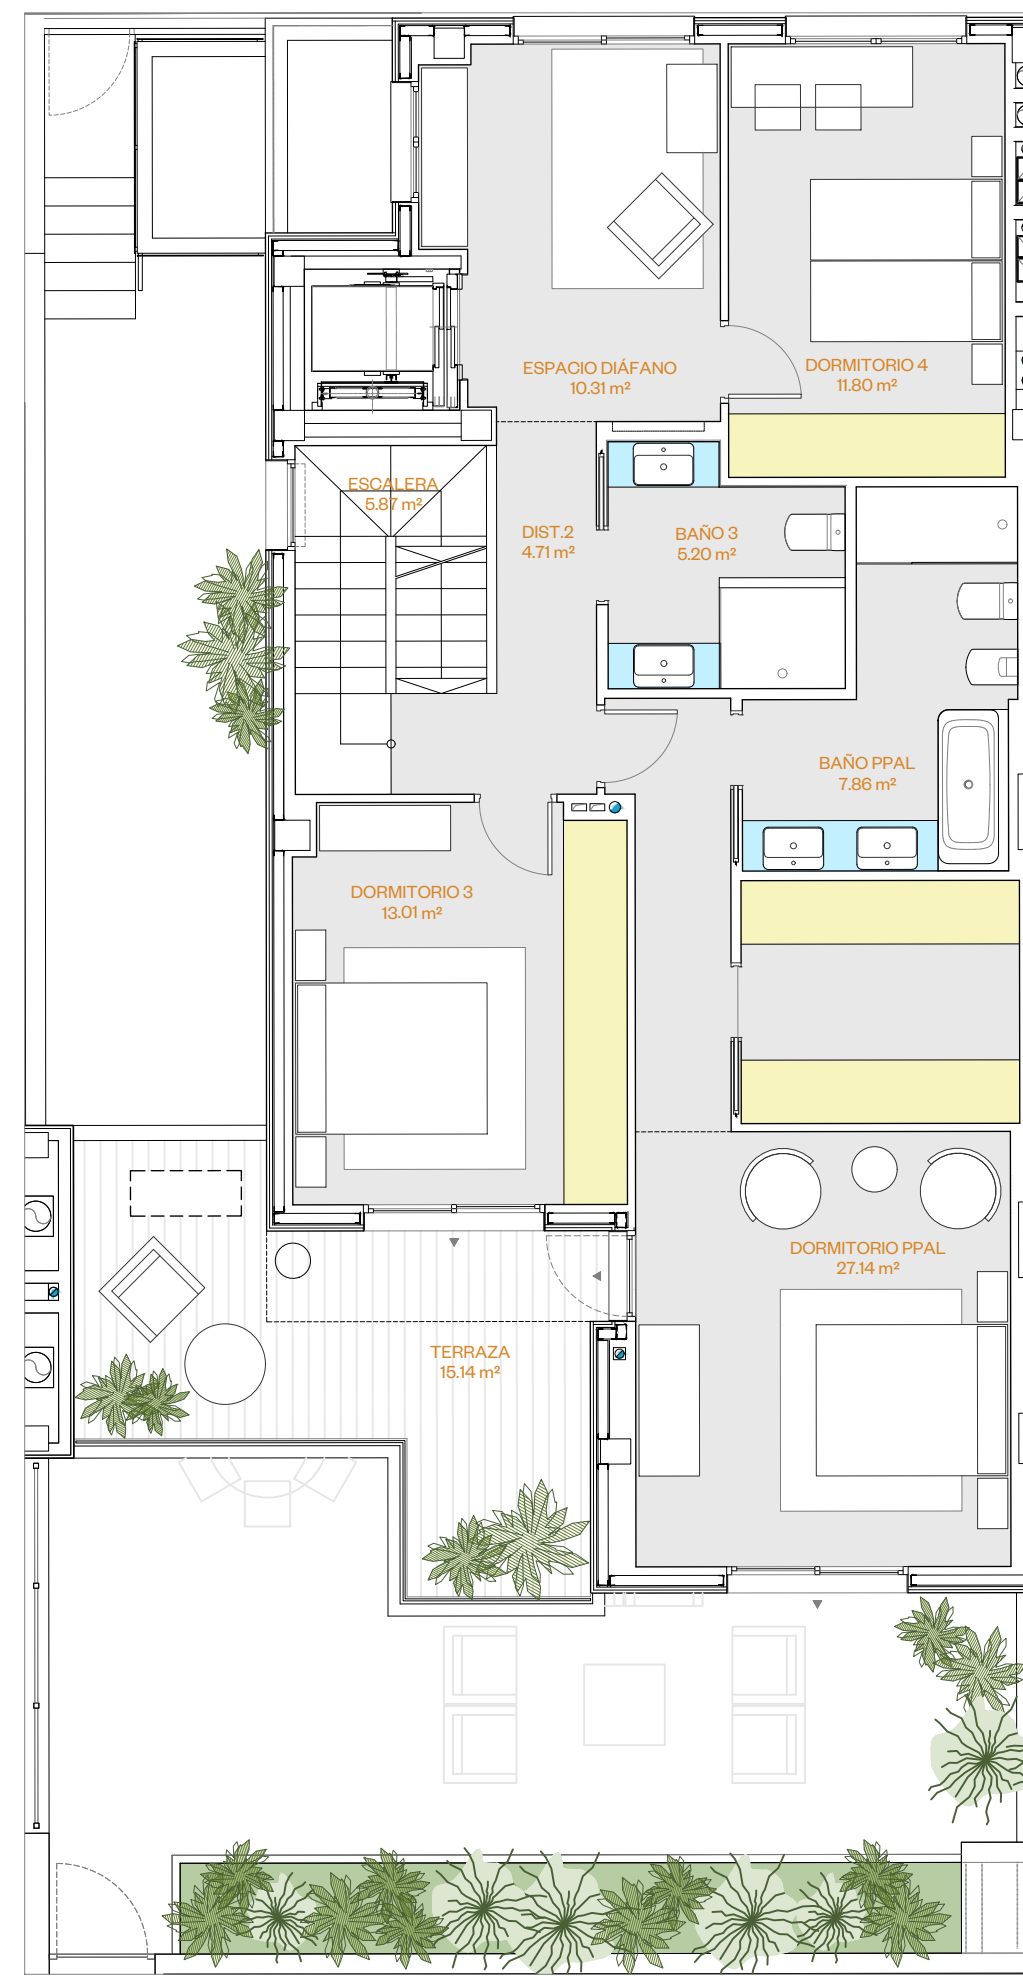 ESPACIO DIÁFANO
10.31 m²
DORMITORIO 4
11.80 m²
ESCALERA
5.87 m²
DIST.2
4.71 m²
BAÑO 3
5.20 m²
BAÑO PPAL
7.86 m²
DORMITORIO 3
13.01 m²
DORMITORIO PPAL
27.14 m²
TERRAZA
15.14 m²